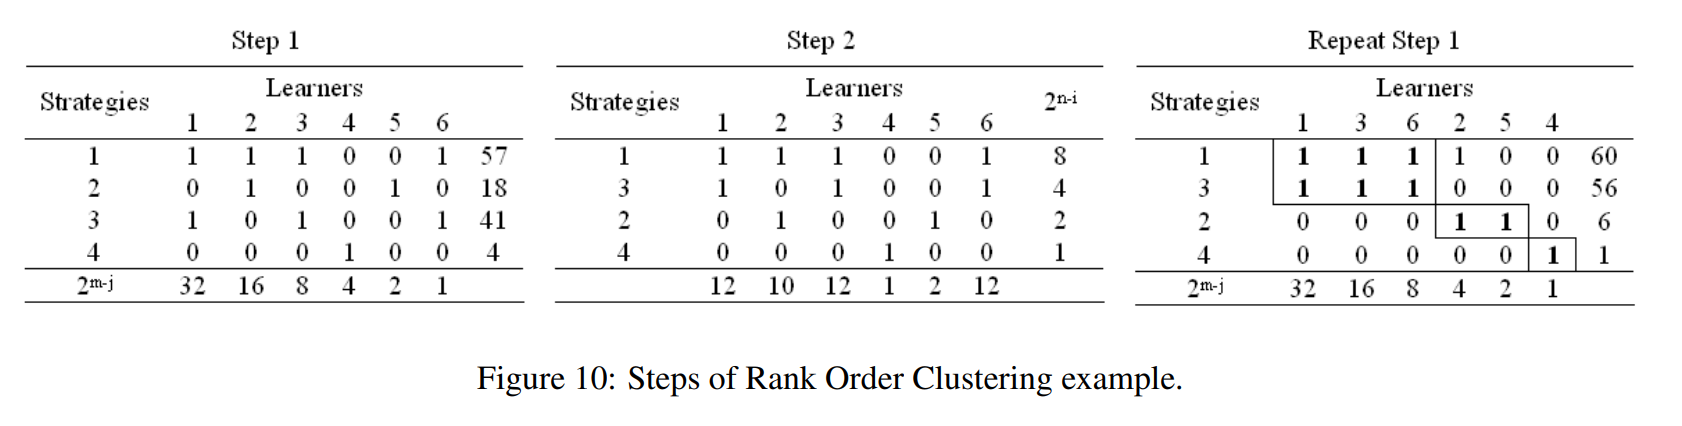 Step 1
Learners
Strategies
1 2 3 4 5 6
1 1 1 1 0 0 1 57
2 0 1 0 0 1 0 18
3 1 0 1 0 0 1 41
4 0 0 0 1 0 0 4
2^m-j 32 16 8 4 2 1
Step 2
Learners
Strategies 2^n-i
1 2 3 4 5 6
1 1 1 1 0 0 1 8
3 1 0 1 0 0 1 4
2 0 1 0 0 1 0 2
4 0 0 0 1 0 0 1
12 10 12 1 2 12
Repeat Step 1
Learners
Strategies
1 3 6 2 5 4
1 1 1 1 1 0 0 60
3 1 1 1 0 0 0 56
2 0 0 0 1 1 0 6
4 0 0 0 0 0 1 1
2^m-j 32 16 8 4 2 1
Figure 10: Steps of Rank Order Clustering example.